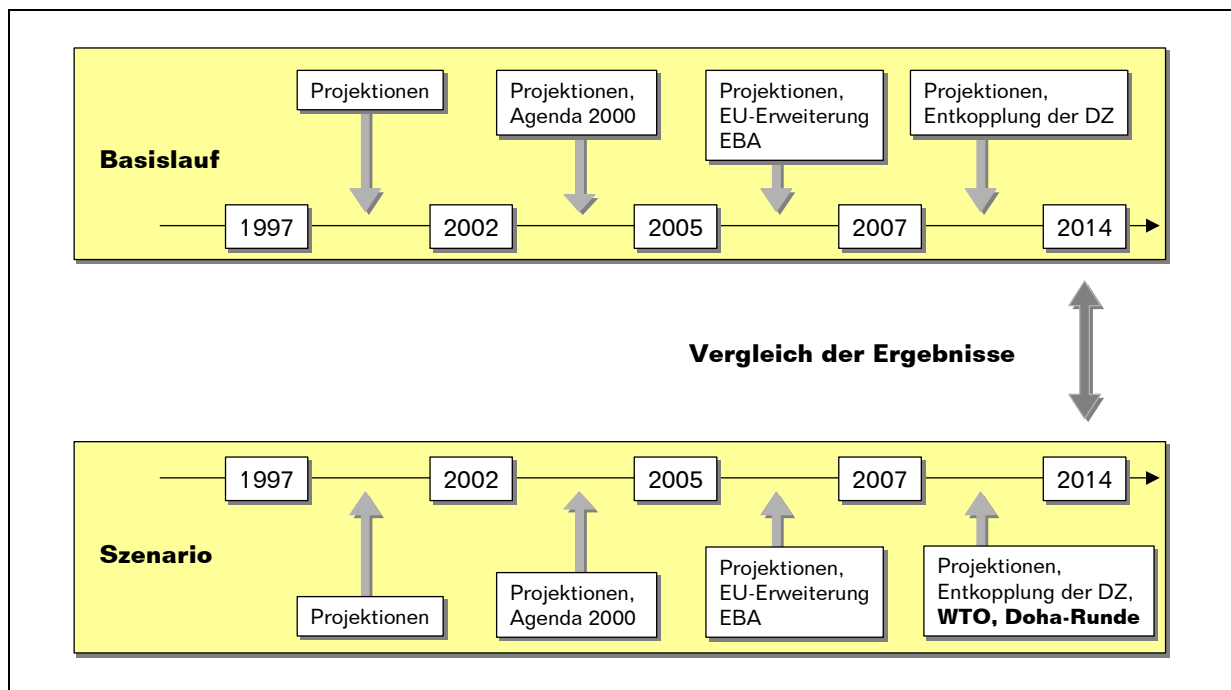 Projektionen
Projektionen,
Agenda 2000
Projektionen,
EU-Erweiterung
EBA
Projektionen,
Entkopplung der DZ
Basislauf
1997
2002
2005
2007
2014
Vergleich der Ergebnisse
1997
2002
2005
2007
2014
Szenario
Projektionen
Projektionen,
Agenda 2000
Projektionen,
EU-Erweiterung
EBA
Projektionen,
Entkopplung der DZ,
WTO, Doha-Runde